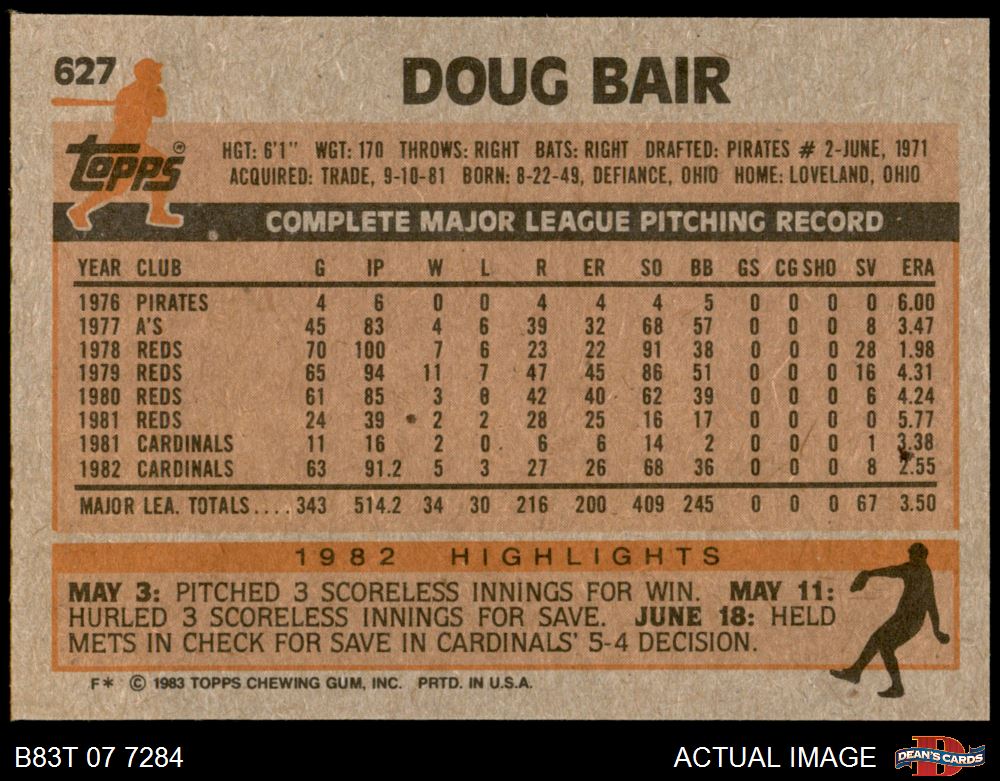 627
DOUG BAIR
Topps®
HGT: 6'1" WGT: 170 THROWS: RIGHT BATS: RIGHT DRAFTED: PIRATES # 2-JUNE, 1971
ACQUIRED: TRADE, 9-10-81 BORN: 8-22-49, DEFIANCE, OHIO HOME: LOVELAND, OHIO
COMPLETE MAJOR LEAGUE PITCHING RECORD
YEAR CLUB G IP W L R ER SO BB GS CG SHO SV ERA
1976 PIRATES 4 6 0 0 4 4 4 5 0 0 0 0 6.00
1977 A'S 45 83 4 6 39 32 68 57 0 0 0 8 3.47
1978 REDS 70 100 7 6 23 22 91 38 0 0 0 28 1.98
1979 REDS 65 94 11 7 47 45 86 51 0 0 0 16 4.31
1980 REDS 61 85 3 8 42 40 62 39 0 0 0 6 4.24
1981 REDS 24 39 2 2 28 25 16 17 0 0 0 0 5.77
1981 CARDINALS 11 16 2 0 6 6 14 2 0 0 0 1 3.38
1982 CARDINALS 63 91.2 5 3 27 26 68 36 0 0 0 8 2.55
MAJOR LEA. TOTALS.... 343 514.2 34 30 216 200 409 245 0 0 0 67 3.50
1982 HIGHLIGHTS
MAY 3: PITCHED 3 SCORELESS INNINGS FOR WIN. MAY 11:
HURLED 3 SCORELESS INNINGS FOR SAVE. JUNE 18: HELD
METS IN CHECK FOR SAVE IN CARDINALS' 5-4 DECISION.
F* © 1983 TOPPS CHEWING GUM, INC. PRTD. IN U.S.A.
B83T 07 7284
ACTUAL IMAGE
D
DEAN'S CARDS